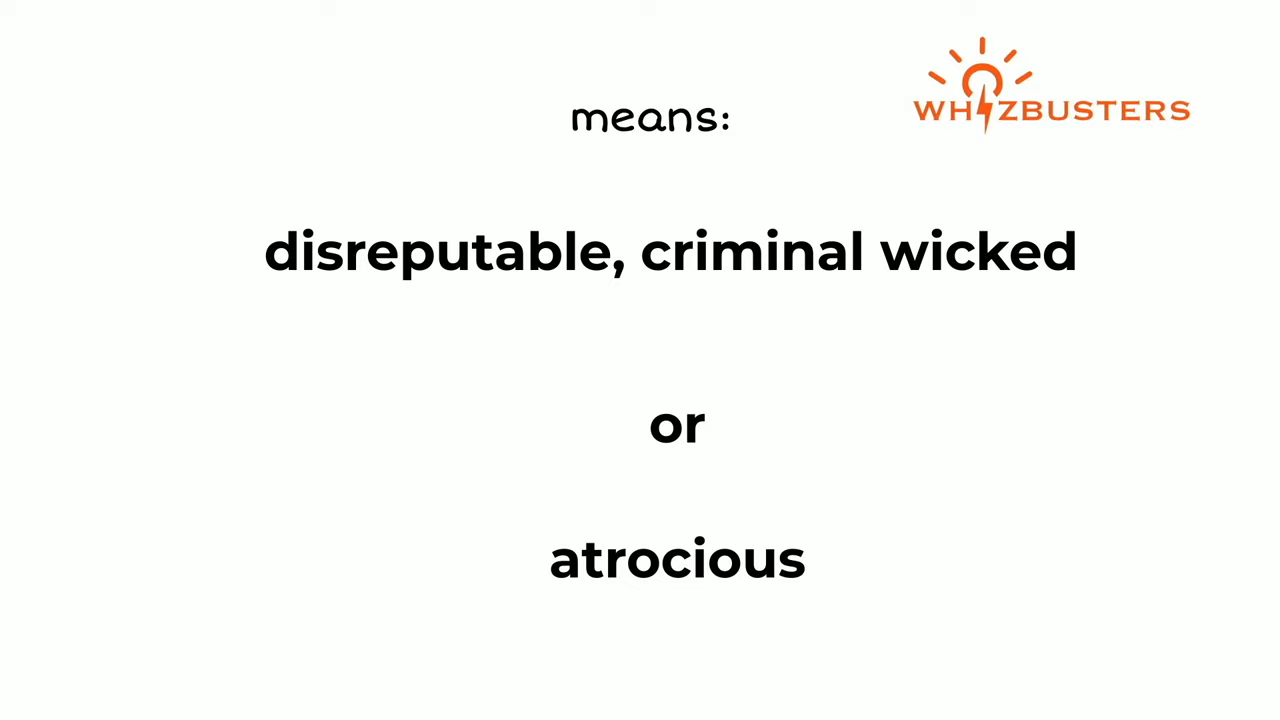 means:
WHIZBUSTERS
disreputable, criminal wicked
or
atrocious